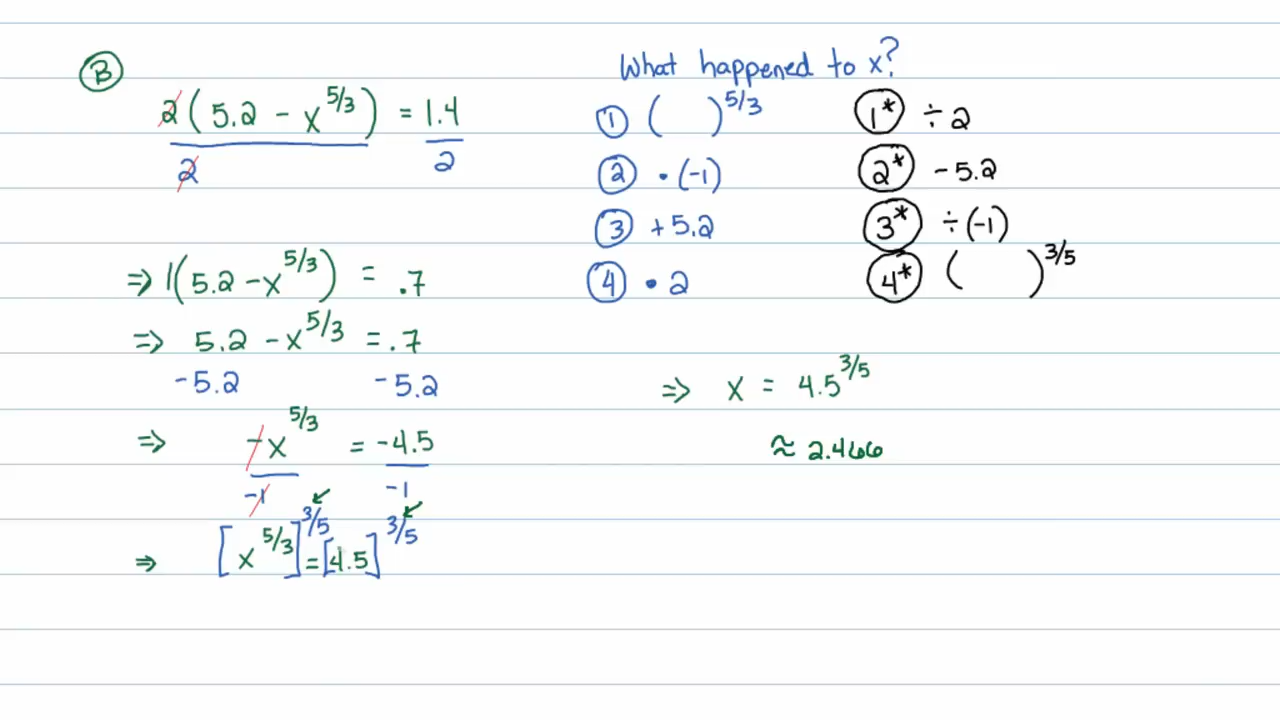 B
2( 5.2 - x^5/3 ) = 1.4
2 2
⇒ 1( 5.2 - x^5/3 ) = .7
⇒ 5.2 - x^5/3 = .7
-5.2 -5.2
⇒ -x^5/3 = -4.5
-1 -1
⇒ [ x^5/3 ]^3/5 = [ 4.5 ]^3/5
What happened to x?
① ( )^5/3
② · (-1)
③ + 5.2
④ · 2
1* ÷ 2
2* - 5.2
3* ÷ (-1)
4* ( )^3/5
⇒ x = 4.5^3/5
≈ 2.466